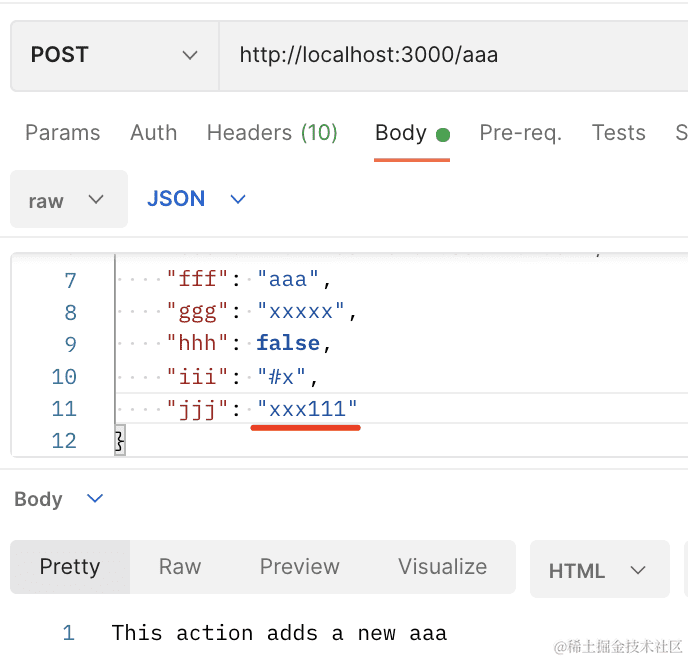 POST http://localhost:3000/aaa
Params Auth Headers (10) Body Pre-req. Tests S
raw JSON
7 "fff": "aaa",
8 "ggg": "xxxxx",
9 "hhh": false,
10 "iii": "#x",
11 "jjj": "xxx111"
12 }
Body
Pretty Raw Preview Visualize HTML
1 This action adds a new aaa
@稀土掘金技术社区